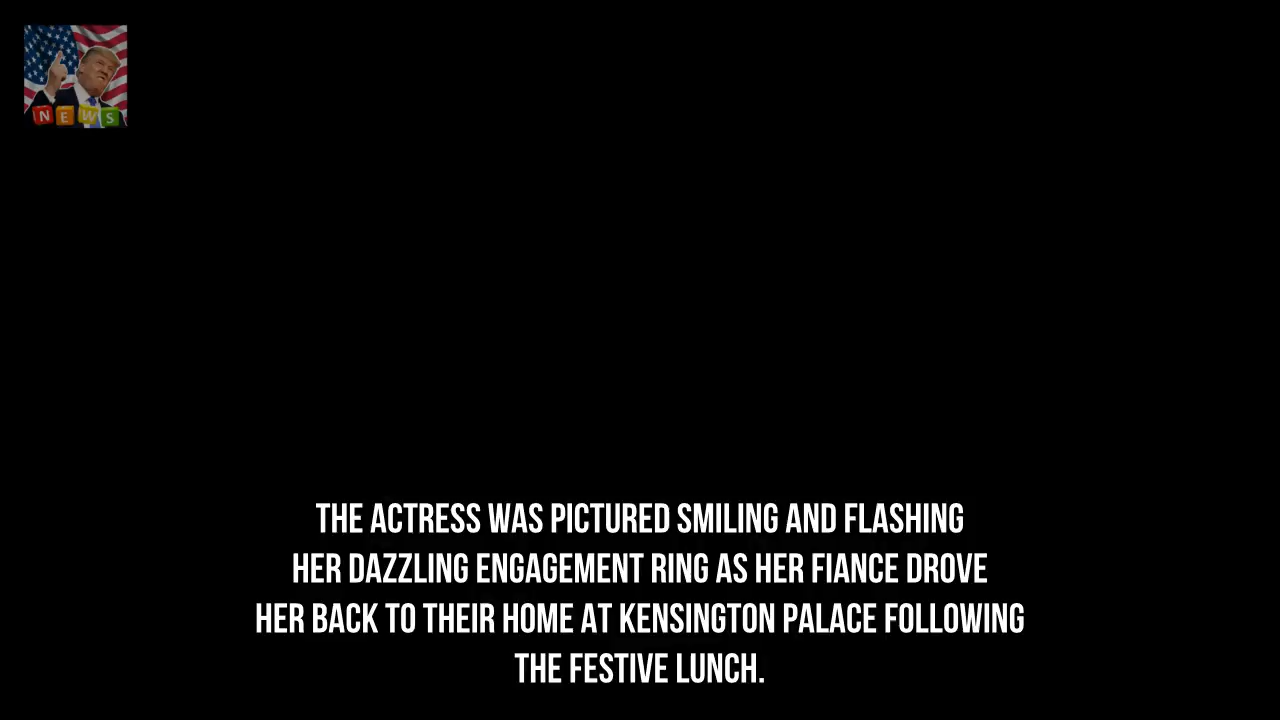 NEWS
THE ACTRESS WAS PICTURED SMILING AND FLASHING
HER DAZZLING ENGAGEMENT RING AS HER FIANCE DROVE
HER BACK TO THEIR HOME AT KENSINGTON PALACE FOLLOWING
THE FESTIVE LUNCH.